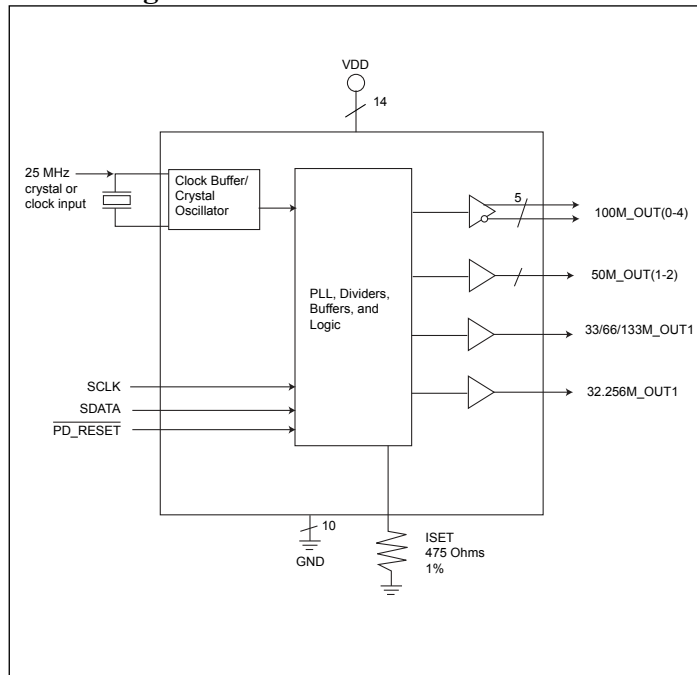 VDD
14
25 MHz
crystal or
clock input
Clock Buffer/
Crystal
Oscillator
PLL, Dividers,
Buffers, and
Logic
5
100M_OUT(0-4)
50M_OUT(1-2)
33/66/133M_OUT1
32.256M_OUT1
SCLK
SDATA
PD_RESET
10
GND
ISET
475 Ohms
1%